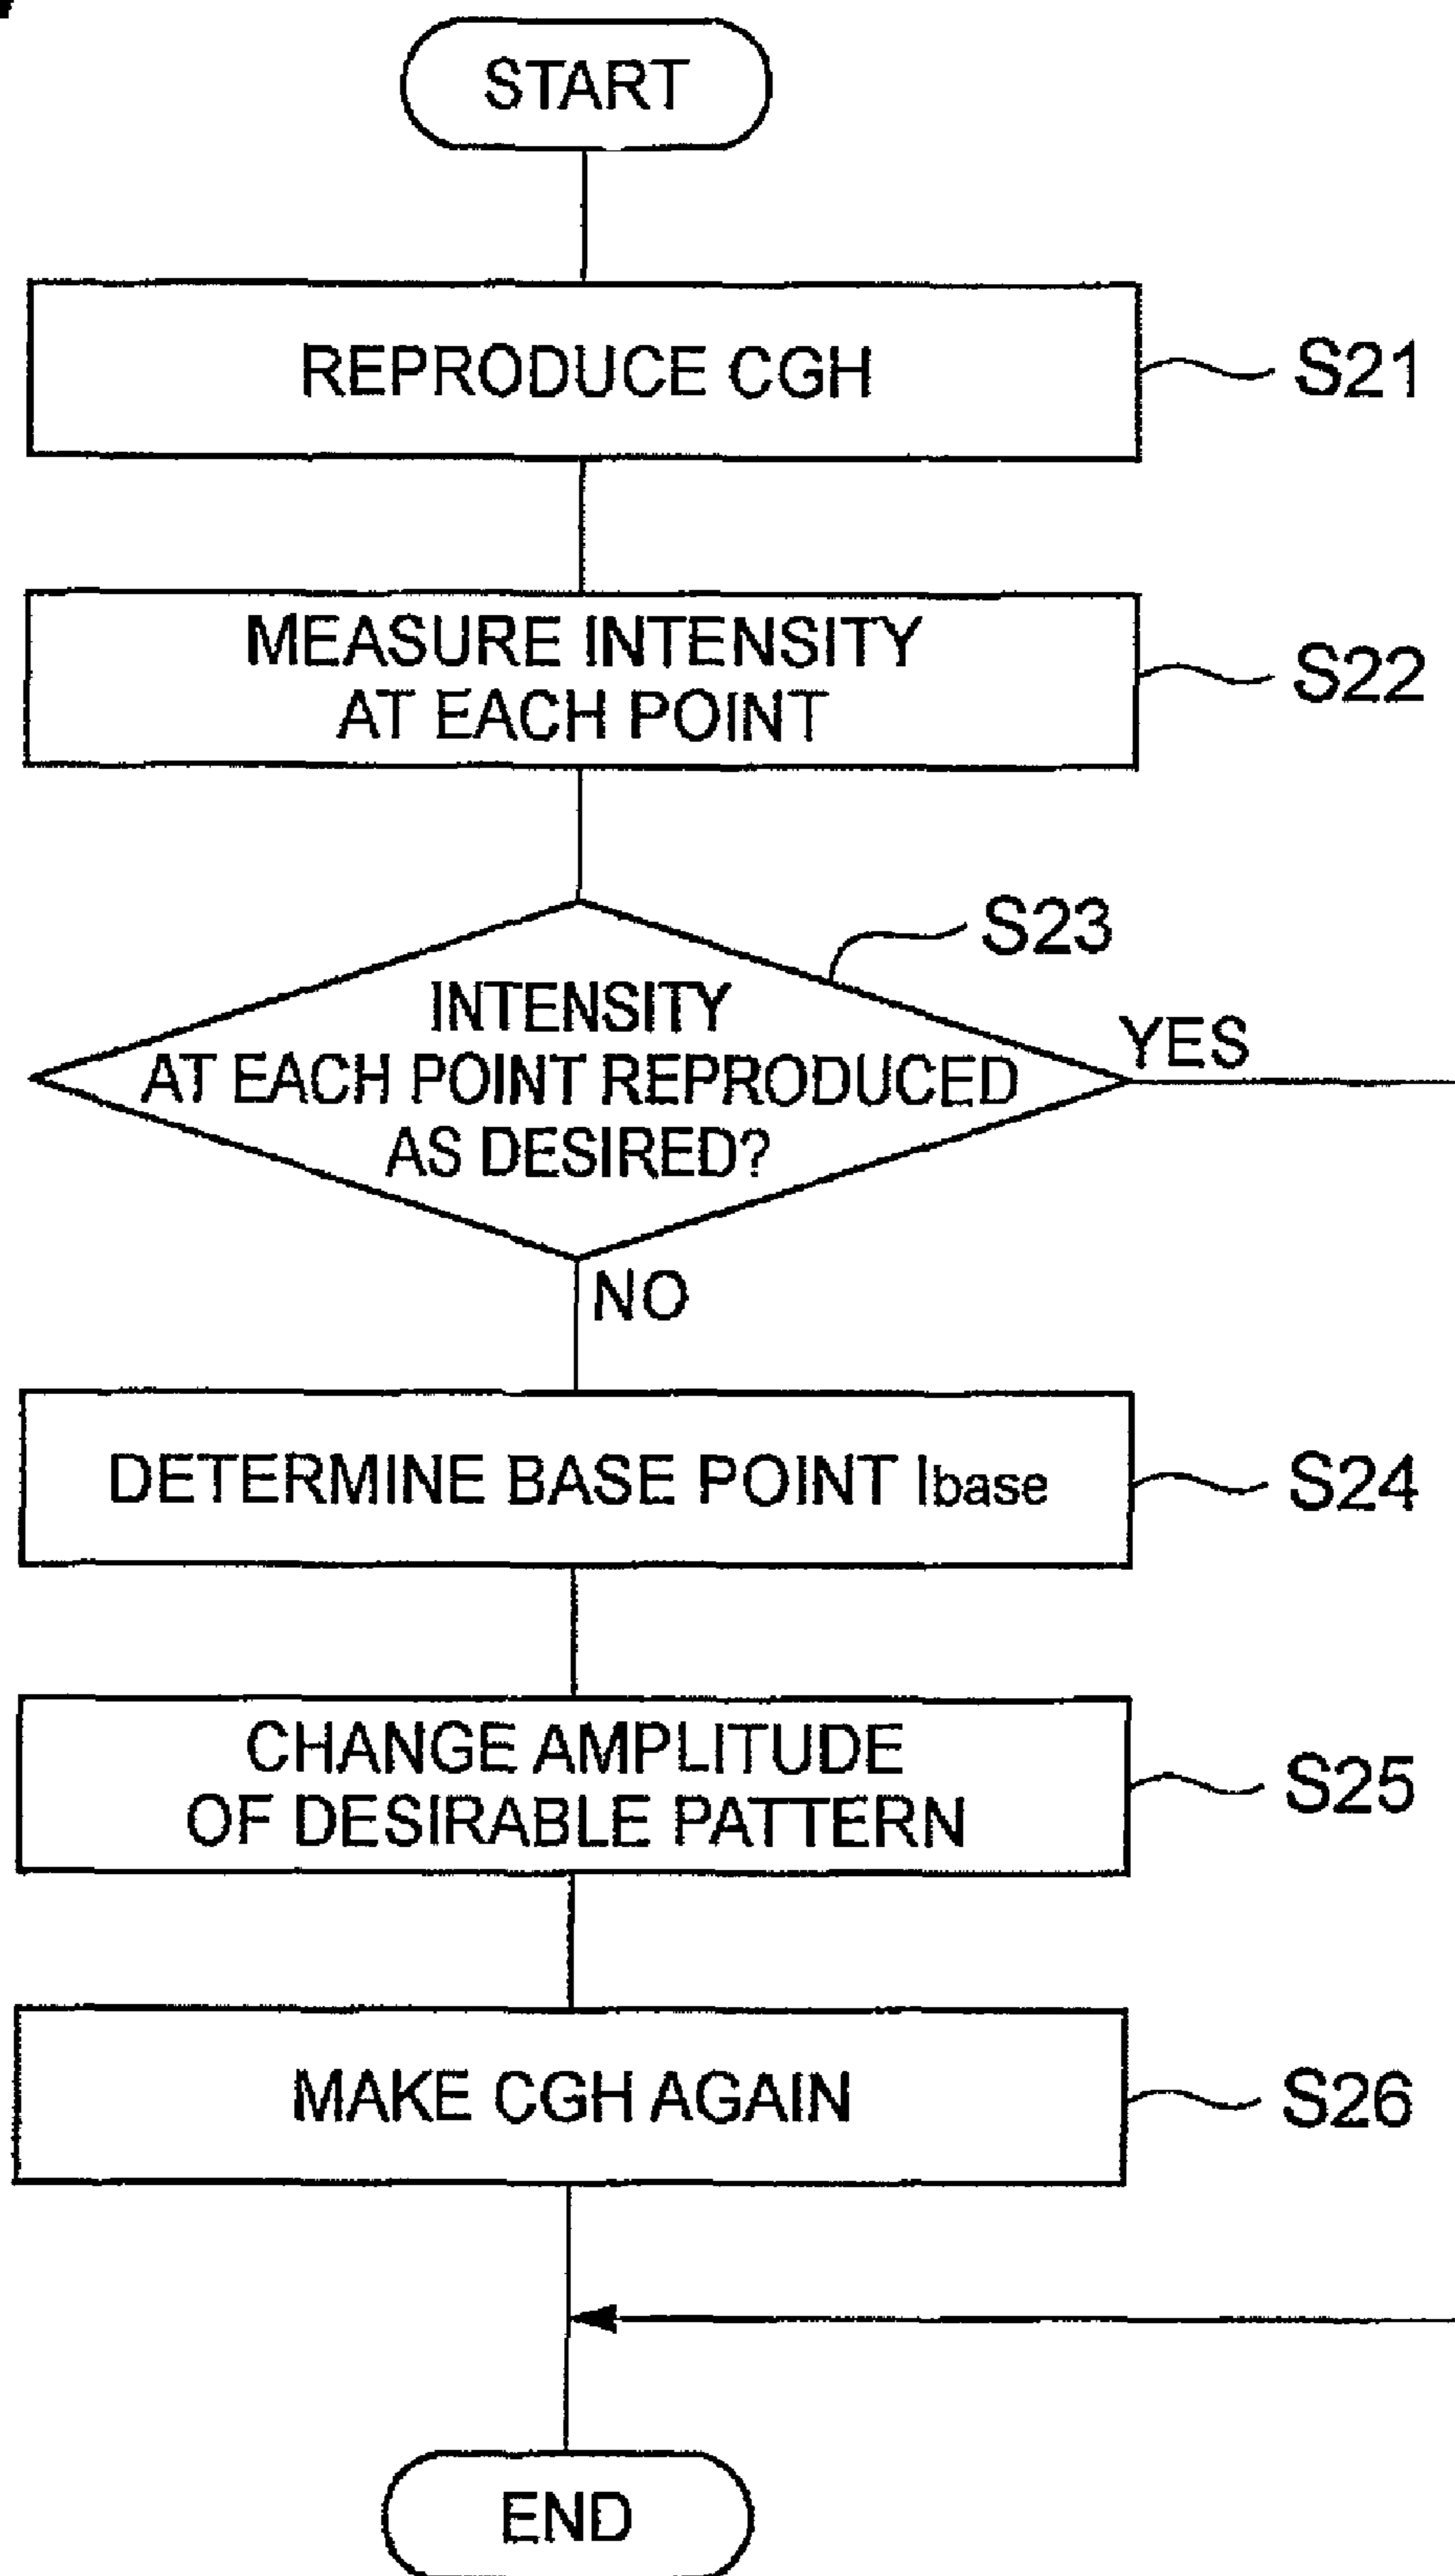 START
REPRODUCE CGH
S21
MEASURE INTENSITY
AT EACH POINT
S22
S23
INTENSITY
AT EACH POINT REPRODUCED
AS DESIRED?
YES
NO
DETERMINE BASE POINT Ibase
S24
CHANGE AMPLITUDE
OF DESIRABLE PATTERN
S25
MAKE CGH AGAIN
S26
END